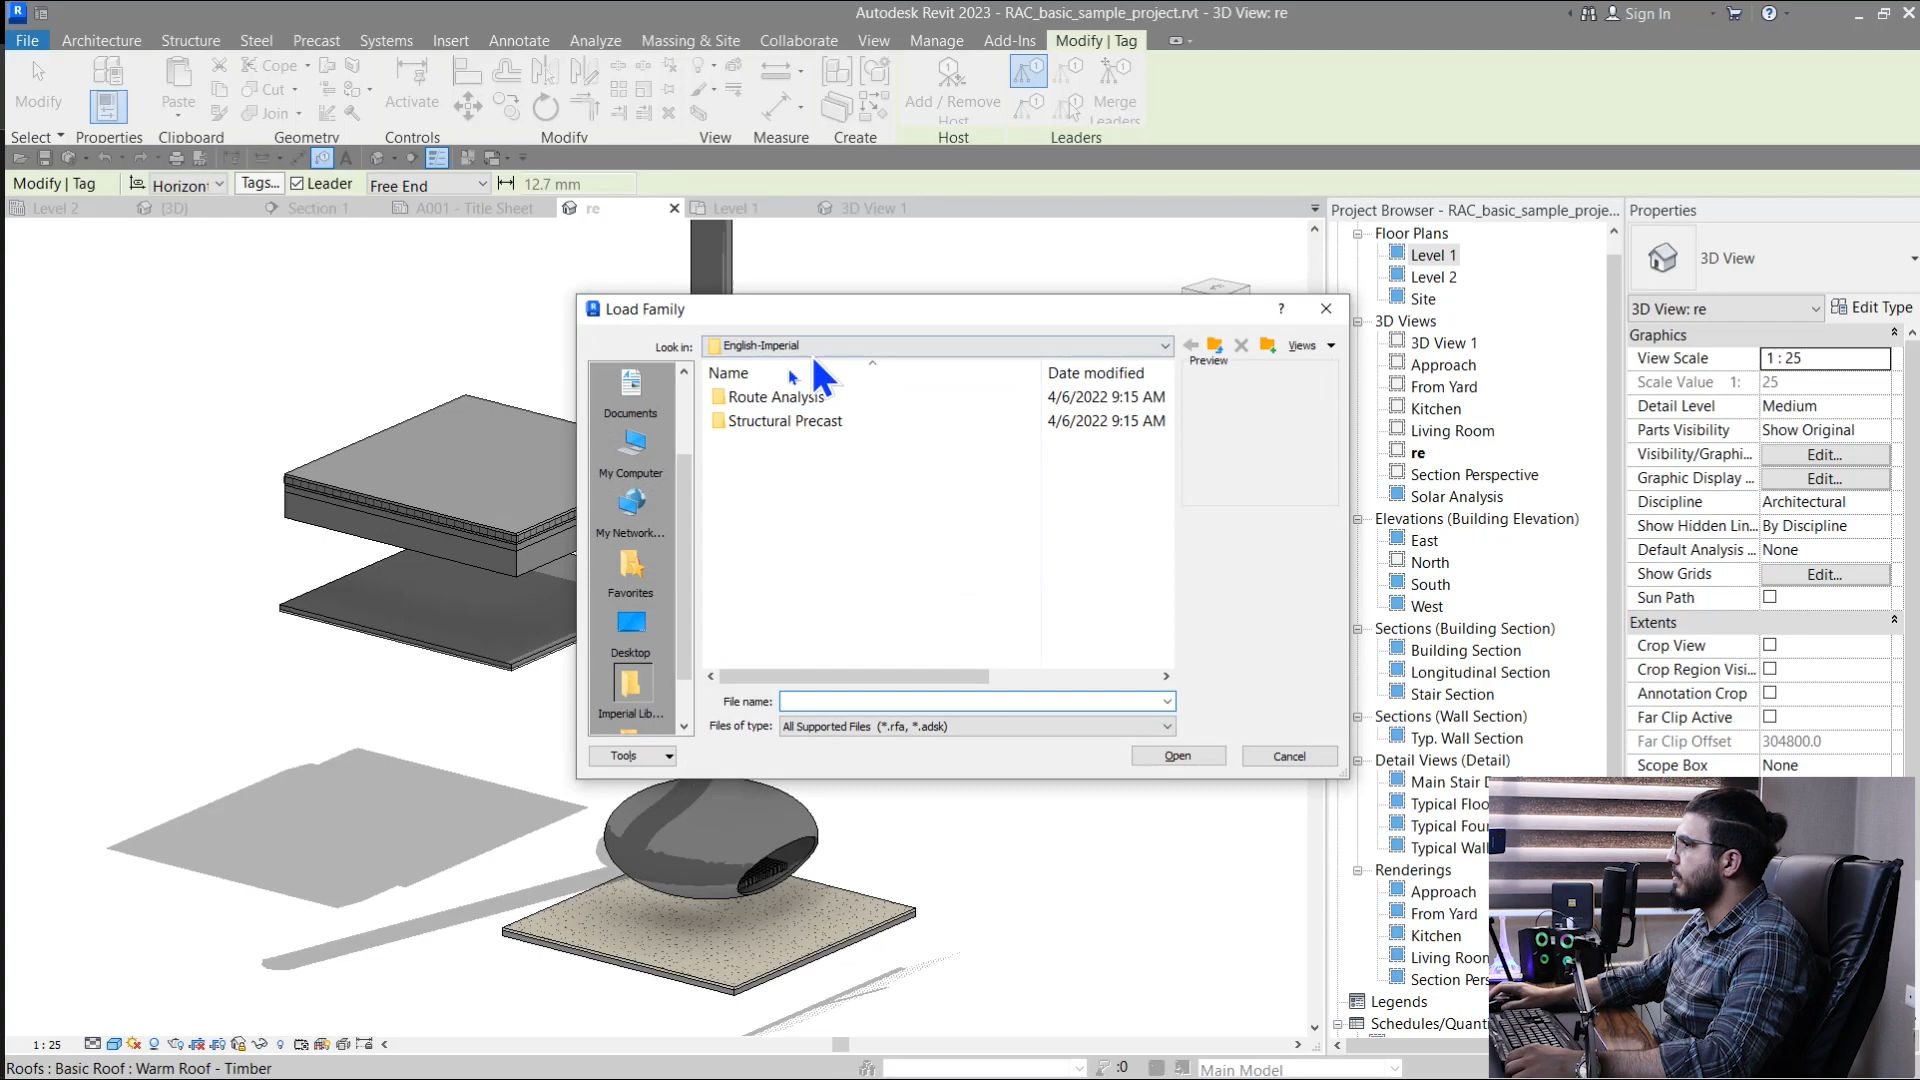 Autodesk Revit 2023 - RAC_basic_sample_project.rvt - 3D View: re
Sign In
File Architecture Structure Steel Precast Systems Insert Annotate Analyze Massing & Site Collaborate View Manage Add-Ins Modify | Tag
Modify
Paste
Cope
Cut
Join
Activate
Add / Remove
Host
Merge
Leaders
Select Properties Clipboard Geometry Controls Modify View Measure Create Host Leaders
Modify | Tag Horizon Tags... Leader Free End 12.7 mm
Level 2 (3D) Section 1 A001 - Title Sheet re Level 1 3D View 1
Load Family
Look in: English-Imperial
Views
Preview
Name Date modified
Route Analysis 4/6/2022 9:15 AM
Structural Precast 4/6/2022 9:15 AM
Documents
My Computer
My Network...
Favorites
Desktop
Imperial Lib...
File name:
Files of type: All Supported Files (*.rfa, *.adsk)
Tools Open Cancel
Project Browser - RAC_basic_sample_proje...
Floor Plans
Level 1
Level 2
Site
3D Views
3D View 1
Approach
From Yard
Kitchen
Living Room
re
Section Perspective
Solar Analysis
Elevations (Building Elevation)
East
North
South
West
Sections (Building Section)
Building Section
Longitudinal Section
Stair Section
Sections (Wall Section)
Typ. Wall Section
Detail Views (Detail)
Main Stair D
Typical Floo
Typical Four
Typical Wall
Renderings
Approach
From Yard
Kitchen
Living Roon
Section Pers
Legends
Schedules/Quanti
Properties
3D View
3D View: re Edit Type
Graphics
View Scale 1 : 25
Scale Value 1: 25
Detail Level Medium
Parts Visibility Show Original
Visibility/Graphi... Edit...
Graphic Display ... Edit...
Discipline Architectural
Show Hidden Lin... By Discipline
Default Analysis ... None
Show Grids Edit...
Sun Path
Extents
Crop View
Crop Region Visi...
Annotation Crop
Far Clip Active
Far Clip Offset 304800.0
Scope Box None
1 : 25
Roofs : Basic Roof : Warm Roof - Timber
:0
Main Model